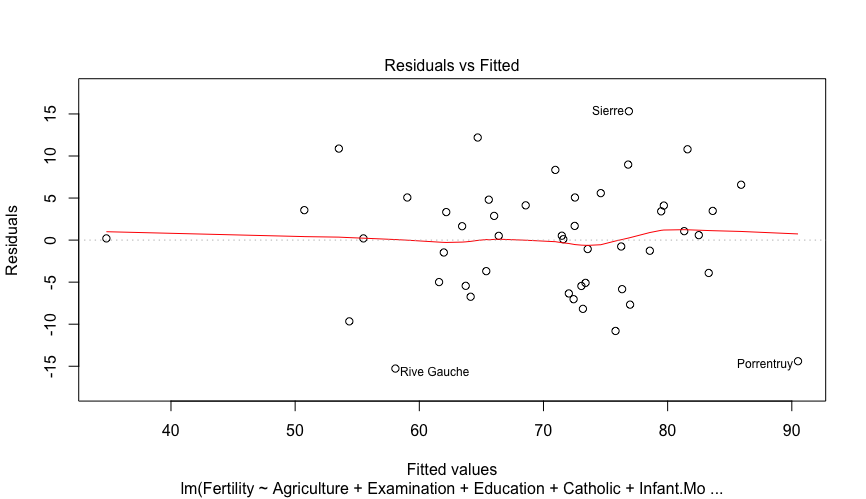 Residuals vs Fitted
Residuals
15
10
5
0
-5
-10
-15
Sierre
Rive Gauche
Porrentruy
40 50 60 70 80 90
Fitted values
lm(Fertility ~ Agriculture + Examination + Education + Catholic + Infant.Mo ...